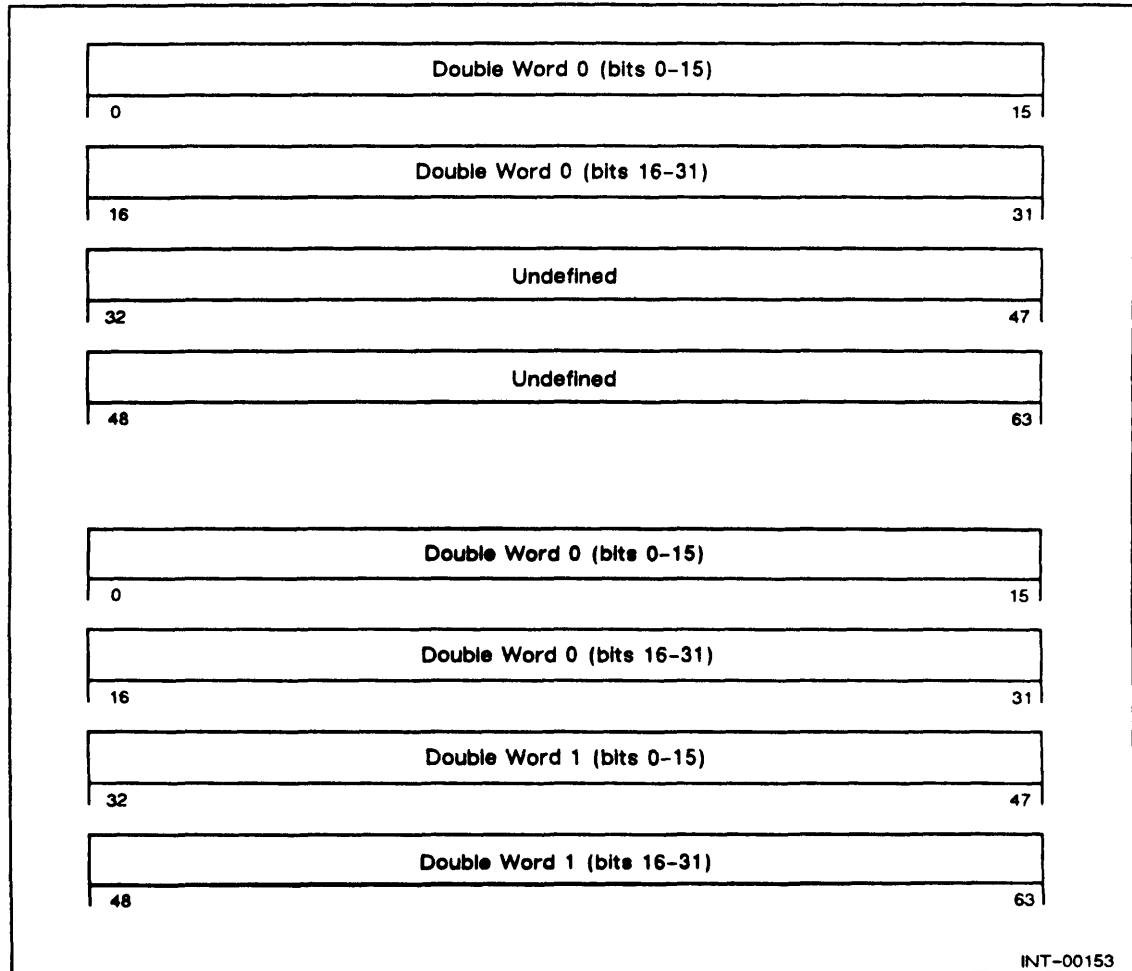 Double Word 0 (bits 0-15)
0 15
Double Word 0 (bits 16-31)
16 31
Undefined
32 47
Undefined
48 63
Double Word 0 (bits 0-15)
0 15
Double Word 0 (bits 16-31)
16 31
Double Word 1 (bits 0-15)
32 47
Double Word 1 (bits 16-31)
48 63
INT-00153